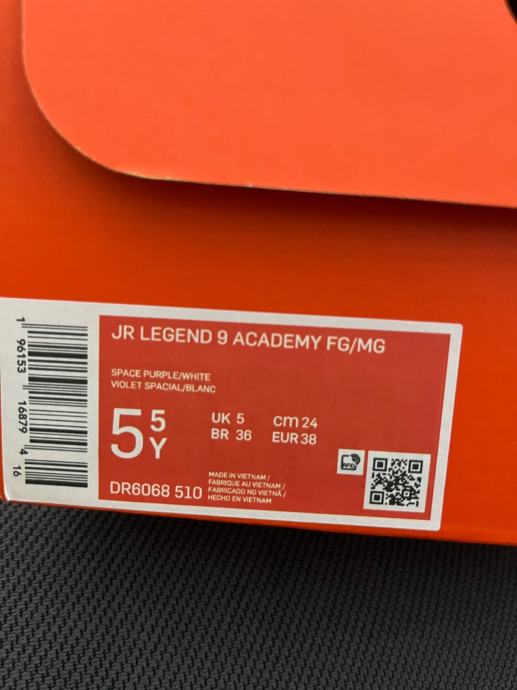 JR LEGEND 9 ACADEMY FG/MG
SPACE PURPLE/WHITE
VIOLET SPACIAL/BLANC
5 5Y
UK 5 cm 24
BR 36 EUR 38
DR6068 510
MADE IN VIETNAM /
FABRIQUE AU VIETNAM /
FABRICADO NO VIETNÃ /
HECHO EN VIETNAM
1 96153 16879 4 16